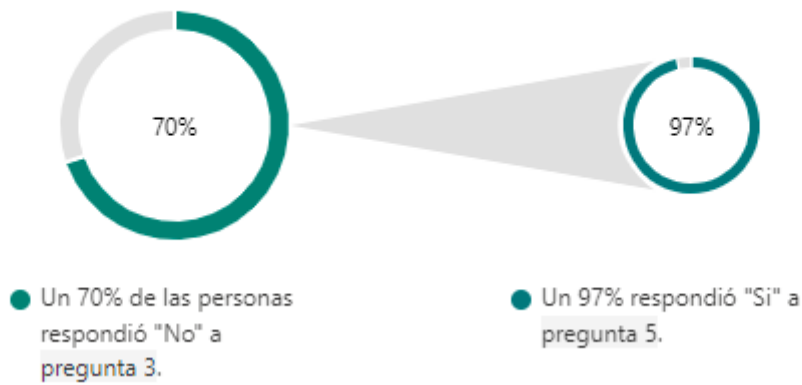 70%
97%
Un 70% de las personas
respondió "No" a
pregunta 3.
Un 97% respondió "Si" a
pregunta 5.